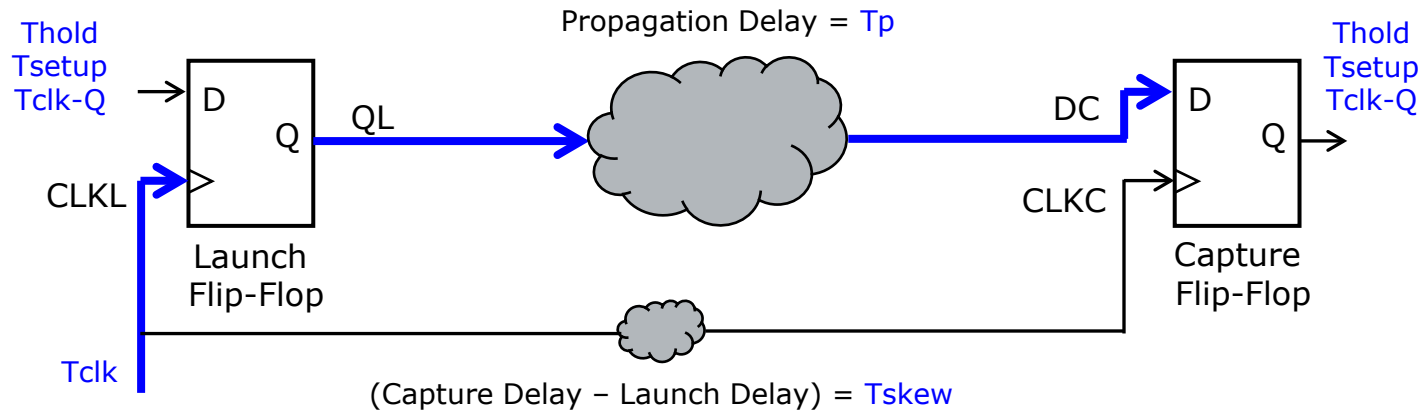 Propagation Delay = Tp
Thold
Tsetup
Tclk-Q
D
Q
QL
CLKL
Launch
Flip-Flop
Tclk
DC
CLKC
Thold
Tsetup
Tclk-Q
D
Q
Capture
Flip-Flop
(Capture Delay – Launch Delay) = Tskew